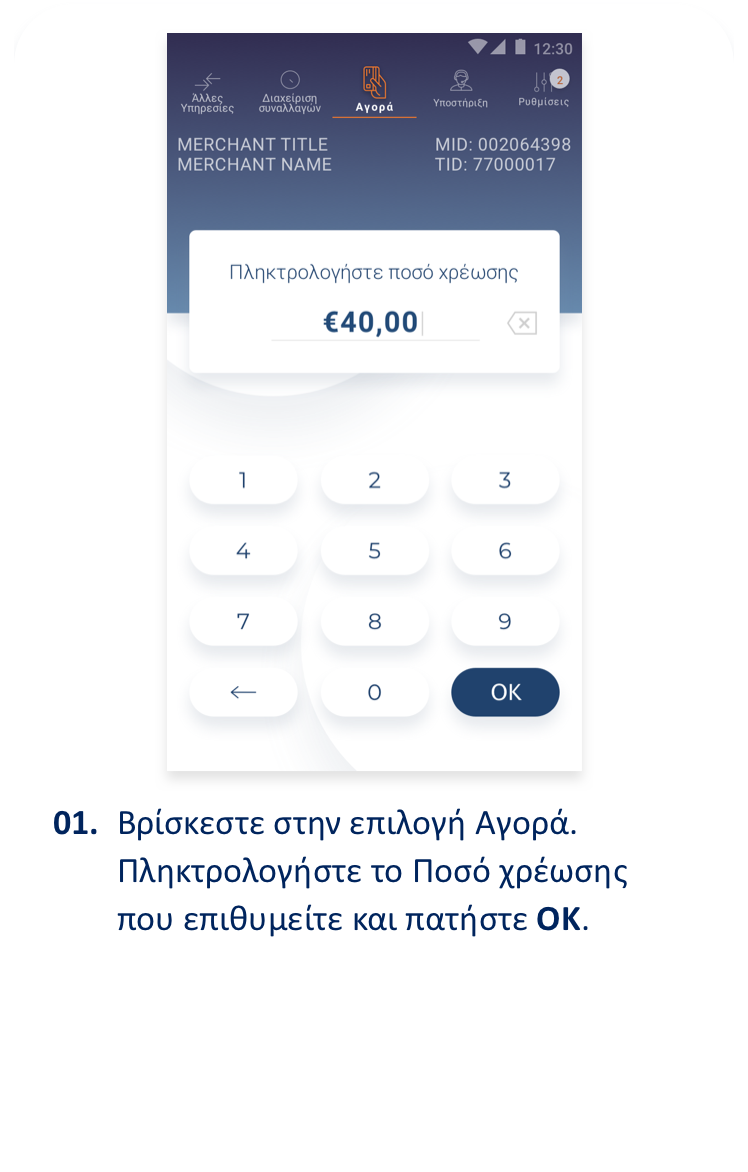 12:30
Άλλες Υπηρεσίες
Διαχείριση συναλλαγών
Αγορά
Υποστήριξη
Ρυθμίσεις
2
MERCHANT TITLE
MID: 002064398
MERCHANT NAME
TID: 77000017
Πληκτρολογήστε ποσό χρέωσης
€40,00
1 2 3
4 5 6
7 8 9
0 OK
01. Βρίσκεστε στην επιλογή Αγορά.
Πληκτρολογήστε το Ποσό χρέωσης
που επιθυμείτε και πατήστε OK.